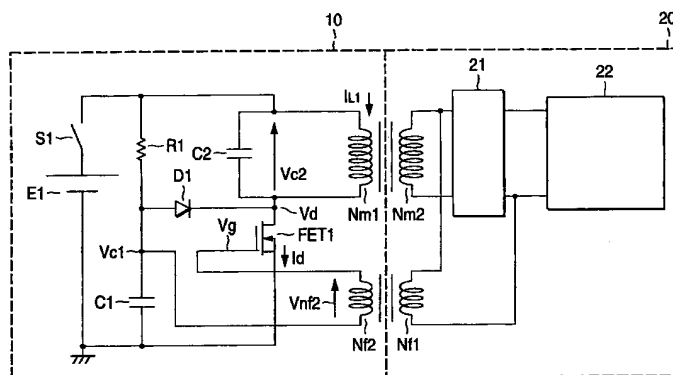 10
20
21
22
S1
E1
R1
C2
IL1
Vc2
D1
Vd
Nm1
Nm2
Vg
FET1
Id
Vc1
C1
Vnf2
Nf2
Nf1